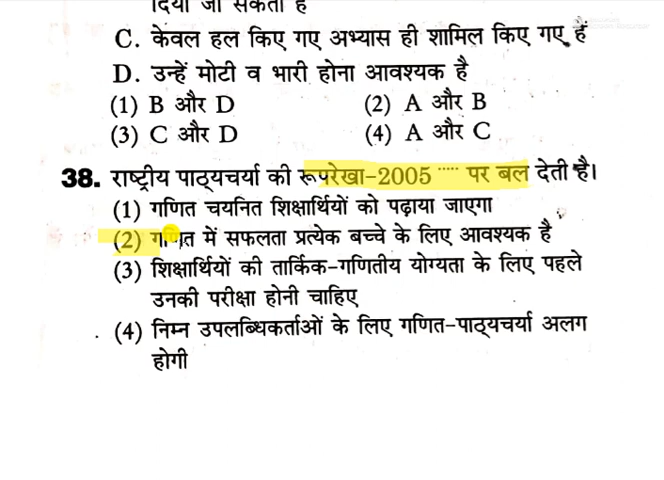 दिया जा सकता है
C. केवल हल किए गए अभ्यास ही शामिल किए गए हैं
D. उन्हें मोटी व भारी होना आवश्यक है
(1) B और D (2) A और B
(3) C और D (4) A और C
38. राष्ट्रीय पाठ्यचर्या की रूपरेखा-2005 ..... पर बल देती है।
(1) गणित चयनित शिक्षार्थियों को पढ़ाया जाएगा
(2) गणित में सफलता प्रत्येक बच्चे के लिए आवश्यक है
(3) शिक्षार्थियों की तार्किक-गणितीय योग्यता के लिए पहले
उनकी परीक्षा होनी चाहिए
(4) निम्न उपलब्धिकर्ताओं के लिए गणित-पाठ्यचर्या अलग
होगी